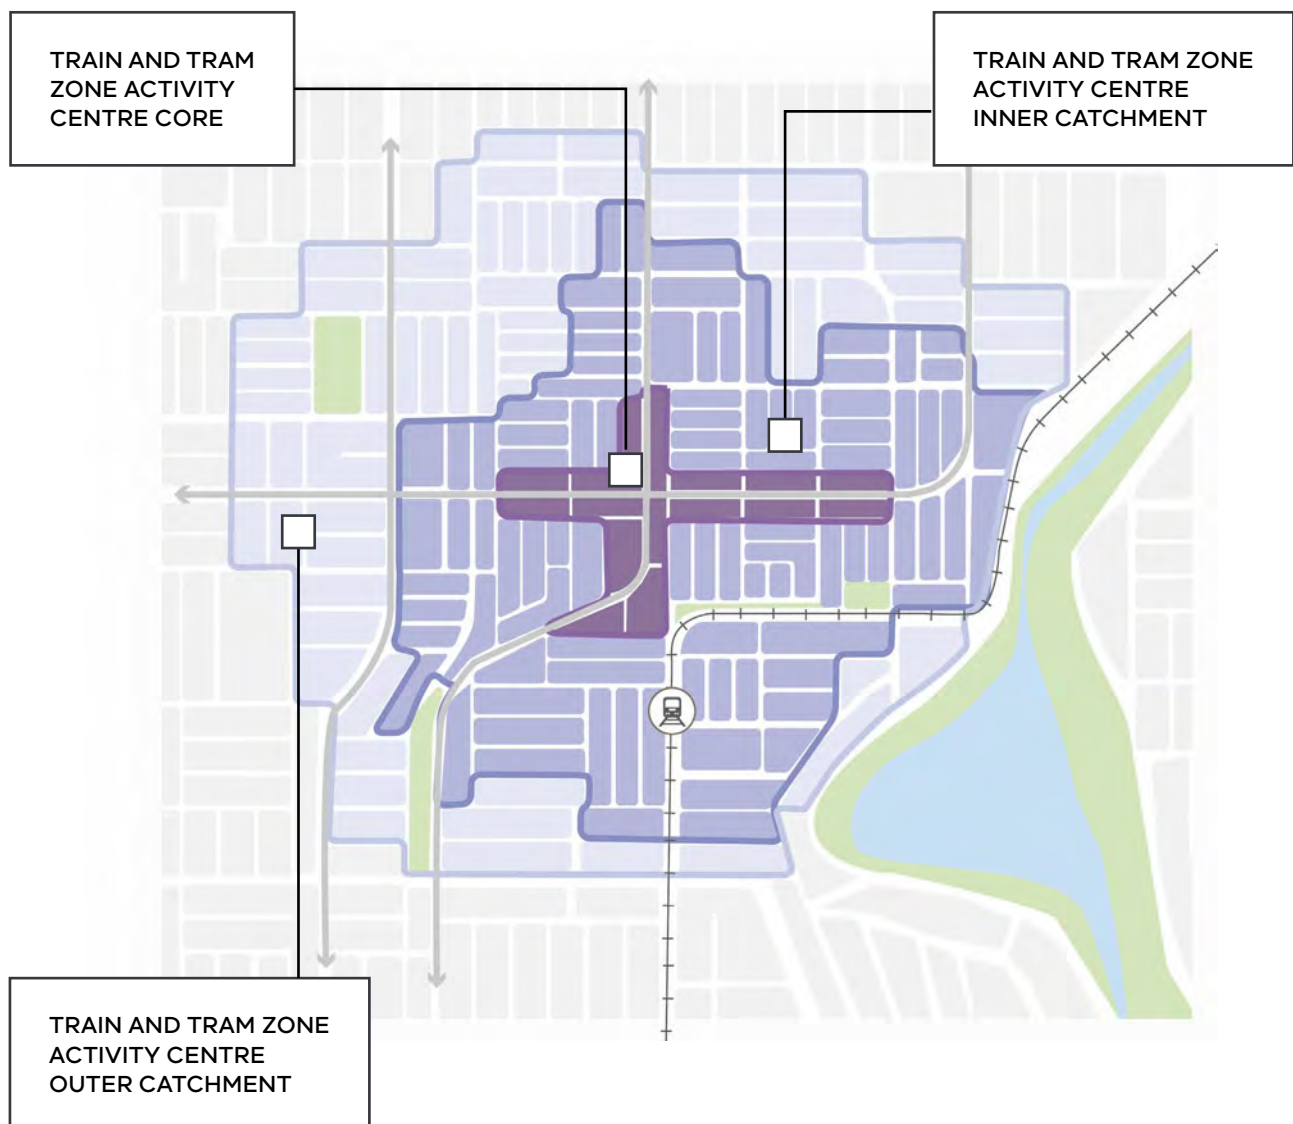 TRAIN AND TRAM
ZONE ACTIVITY
CENTRE CORE
TRAIN AND TRAM ZONE
ACTIVITY CENTRE
INNER CATCHMENT
TRAIN AND TRAM ZONE
ACTIVITY CENTRE
OUTER CATCHMENT